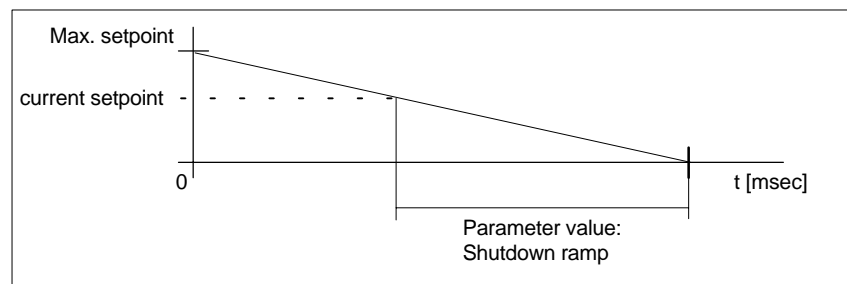 Max. setpoint
current setpoint
0
t [msec]
Parameter value:
Shutdown ramp